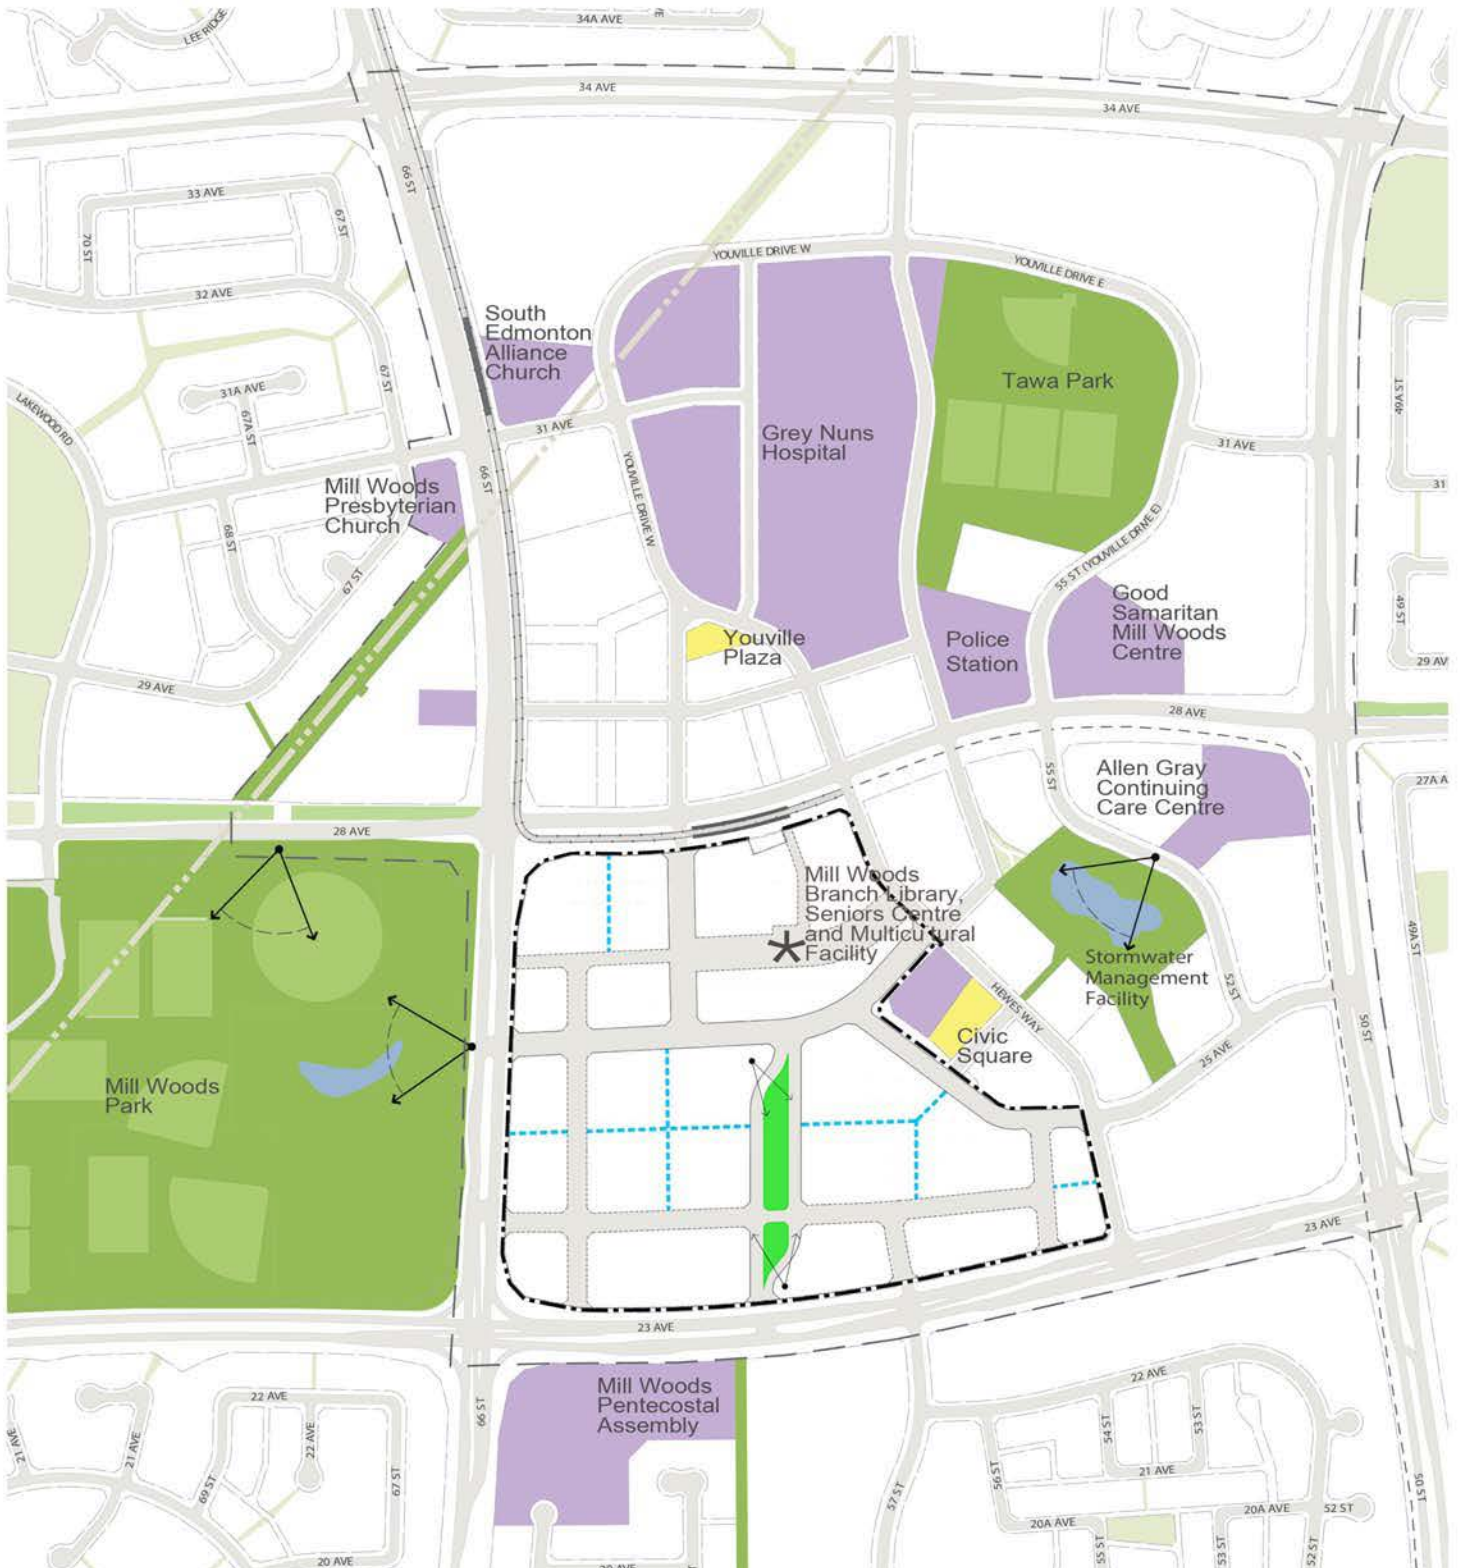 34A AVE
LEE RIDGE
34 AVE
34 AVE
66 ST
33 AVE
67 ST
70 ST
32 AVE
YOUVILLE DRIVE W
YOUVILLE DRIVE E
South
Edmonton
Alliance
Church
Tawa Park
31A AVE
67 ST
67A ST
LAKEWOOD RD
49A ST
31 AVE
Grey Nuns
Hospital
31 AVE
YOUVILLE DRIVE W
66 ST
31
Mill Woods
Presbyterian
Church
68 ST
67 ST
55 ST (YOUVILLE DRIVE E)
Good
Samaritan
Mill Woods
Centre
49 ST
Youville
Plaza
Police
Station
29 AV
29 AVE
28 AVE
55 ST
Allen Gray
Continuing
Care Centre
27A A
28 AVE
Mill Woods
Branch Library,
Seniors Centre
and Multicultural
Facility
49A ST
Stormwater
Management
Facility
52 ST
HEWES WAY
Civic
Square
50 ST
25 AVE
Mill Woods
Park
23 AVE
23 AVE
Mill Woods
Pentecostal
Assembly
66 ST
22 AVE
22 AVE
22 AVE
21 AVE
21 AVE
54 ST
53 ST
69 ST
67 ST
57 ST
56 ST
21 AVE
50 ST
20A AVE
20A AVE
52 ST
55 ST
53 ST
52 ST
20 AVE
20 AVE